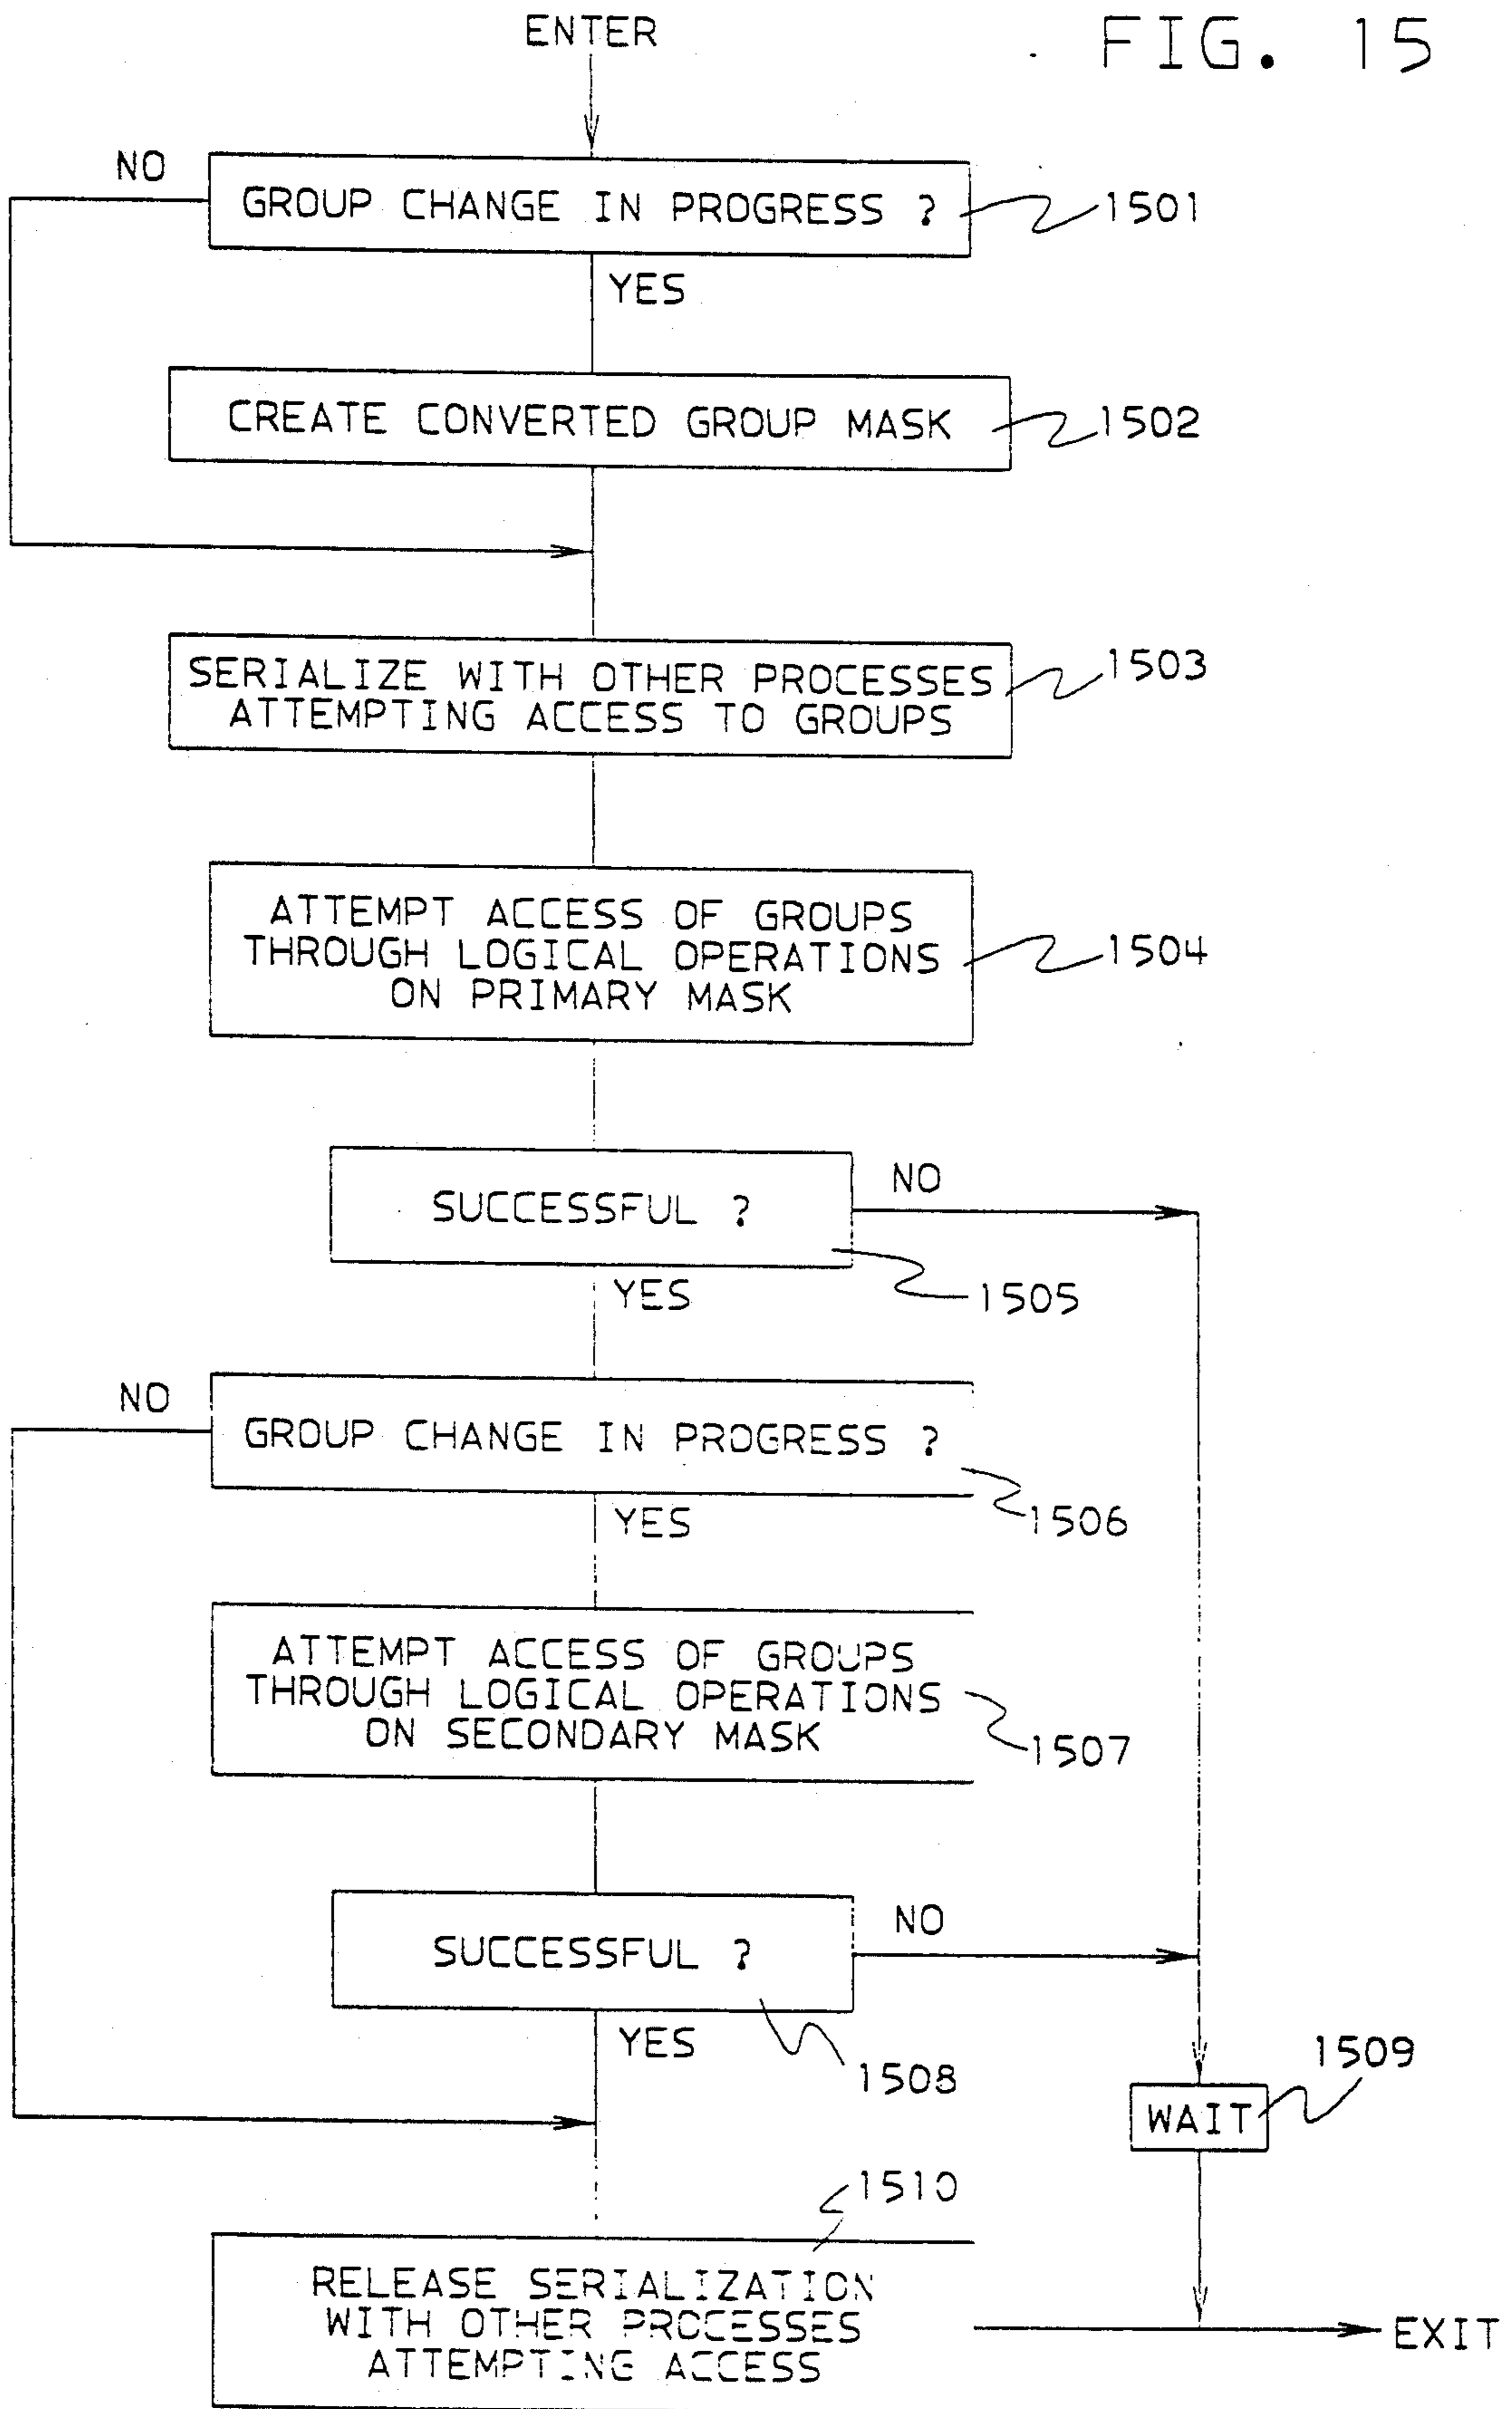 ENTER
FIG. 15
NO
GROUP CHANGE IN PROGRESS ?
1501
YES
CREATE CONVERTED GROUP MASK
1502
SERIALIZE WITH OTHER PROCESSES
ATTEMPTING ACCESS TO GROUPS
1503
ATTEMPT ACCESS OF GROUPS
THROUGH LOGICAL OPERATIONS
ON PRIMARY MASK
1504
SUCCESSFUL ?
NO
1505
YES
NO
GROUP CHANGE IN PROGRESS ?
1506
YES
ATTEMPT ACCESS OF GROUPS
THROUGH LOGICAL OPERATIONS
ON SECONDARY MASK
1507
SUCCESSFUL ?
NO
YES
1508
1509
WAIT
1510
RELEASE SERIALIZATION
WITH OTHER PROCESSES
ATTEMPTING ACCESS
EXIT